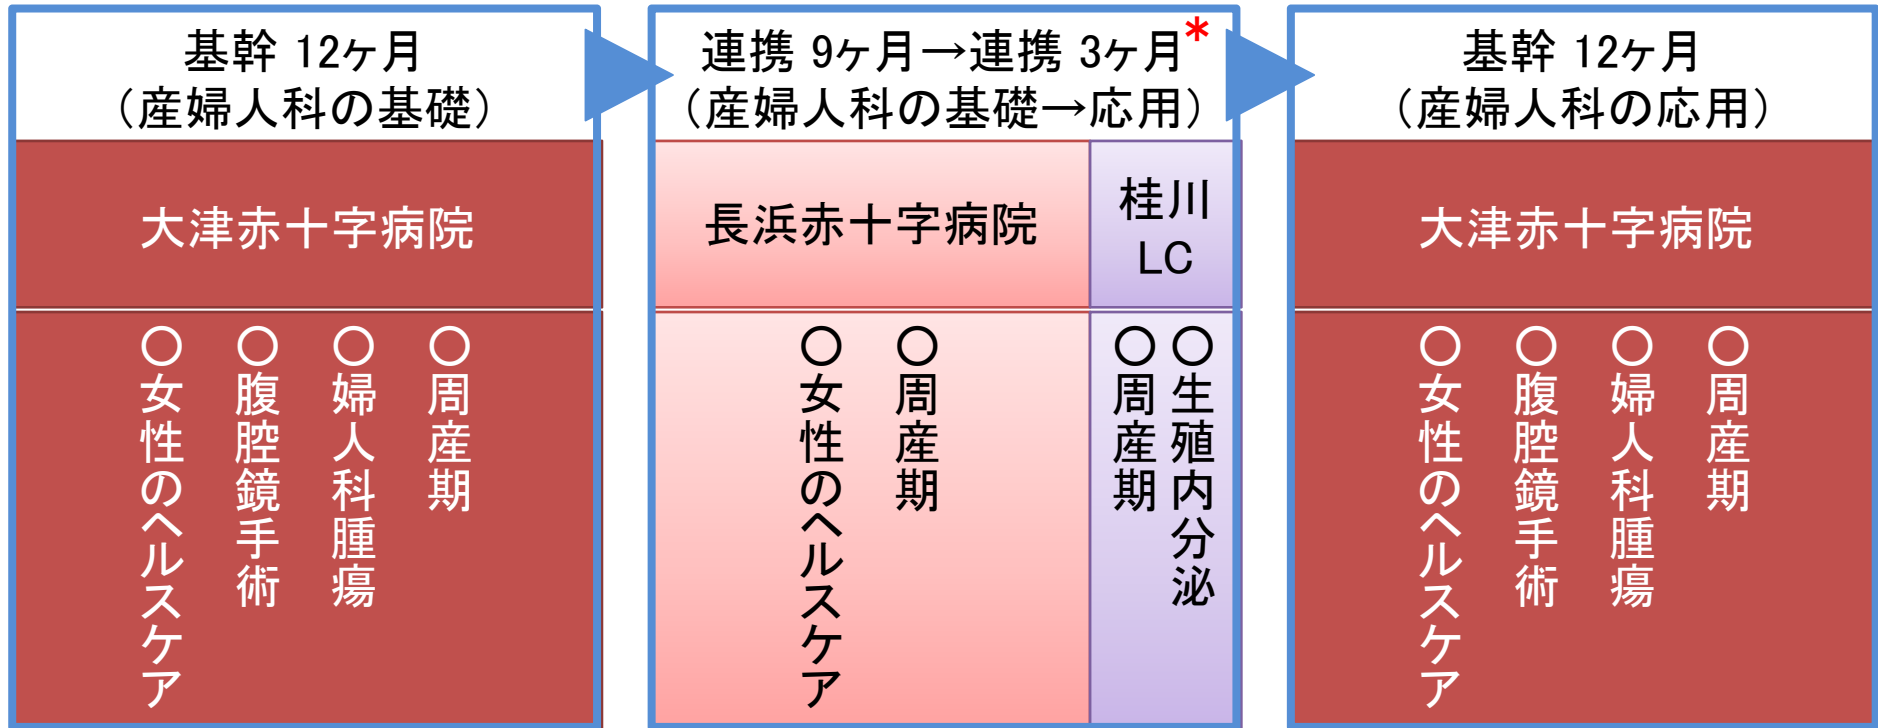 基幹 12ヶ月
（産婦人科の基礎）
大津赤十字病院
○周産期
○婦人科腫瘍
○腹腔鏡手術
○女性のヘルスケア
連携 9ヶ月→連携 3ヶ月*
（産婦人科の基礎→応用）
長浜赤十字病院
○周産期
○女性のヘルスケア
桂川
LC
○生殖内分泌
○周産期
基幹 12ヶ月
（産婦人科の応用）
大津赤十字病院
○周産期
○婦人科腫瘍
○腹腔鏡手術
○女性のヘルスケア